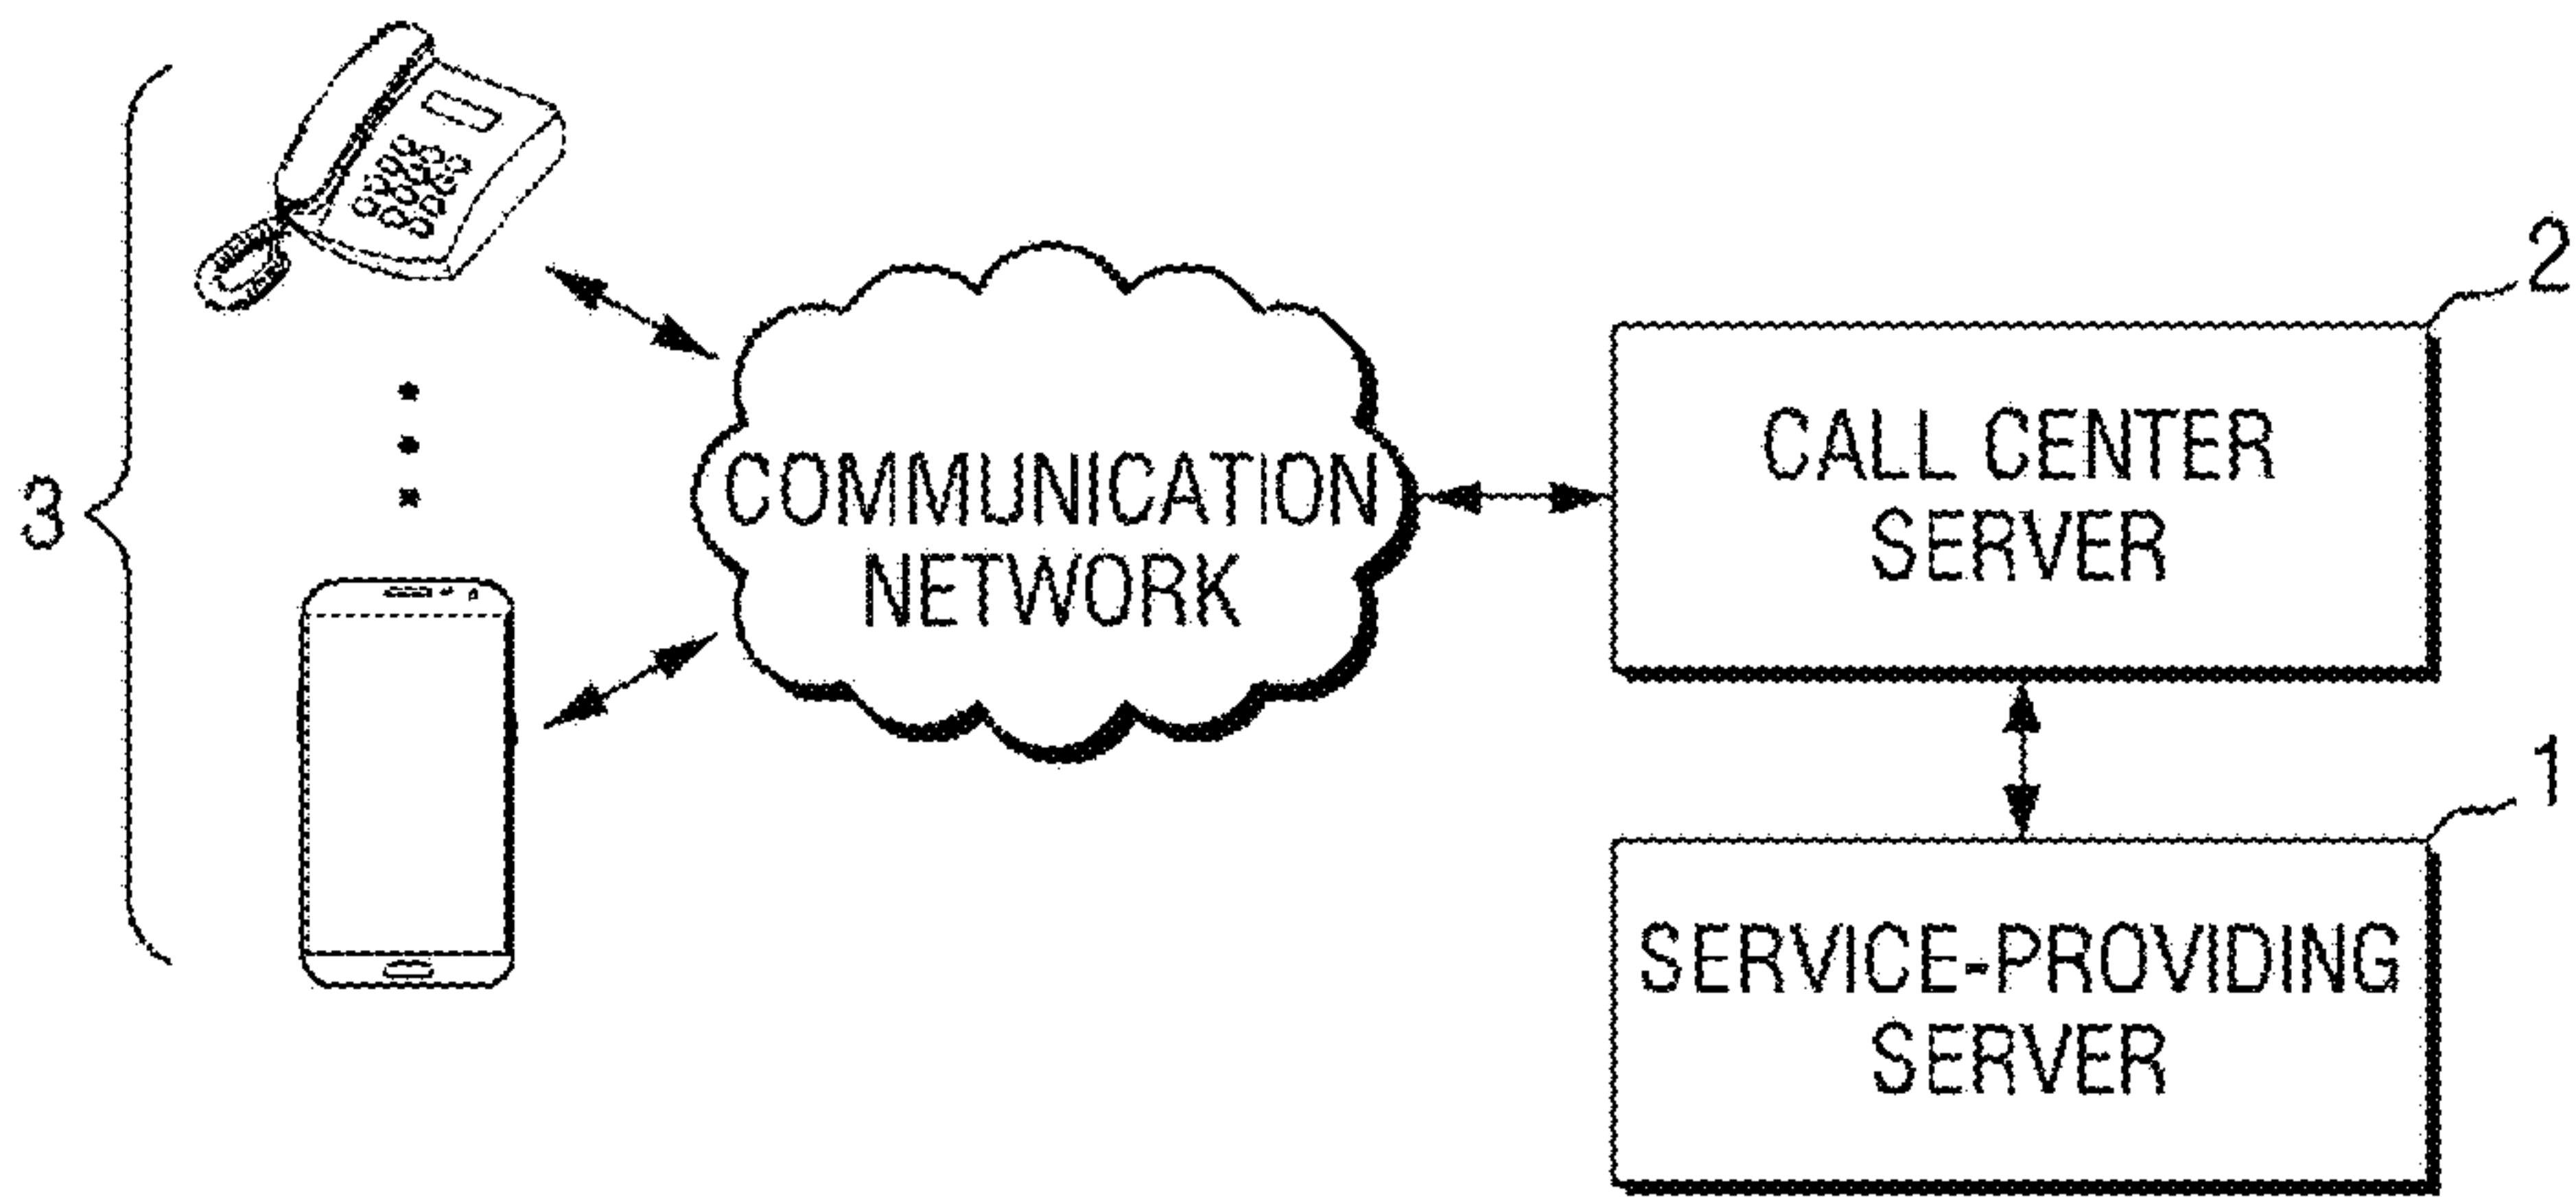 3
COMMUNICATION
NETWORK
2
CALL CENTER
SERVER
1
SERVICE-PROVIDING
SERVER